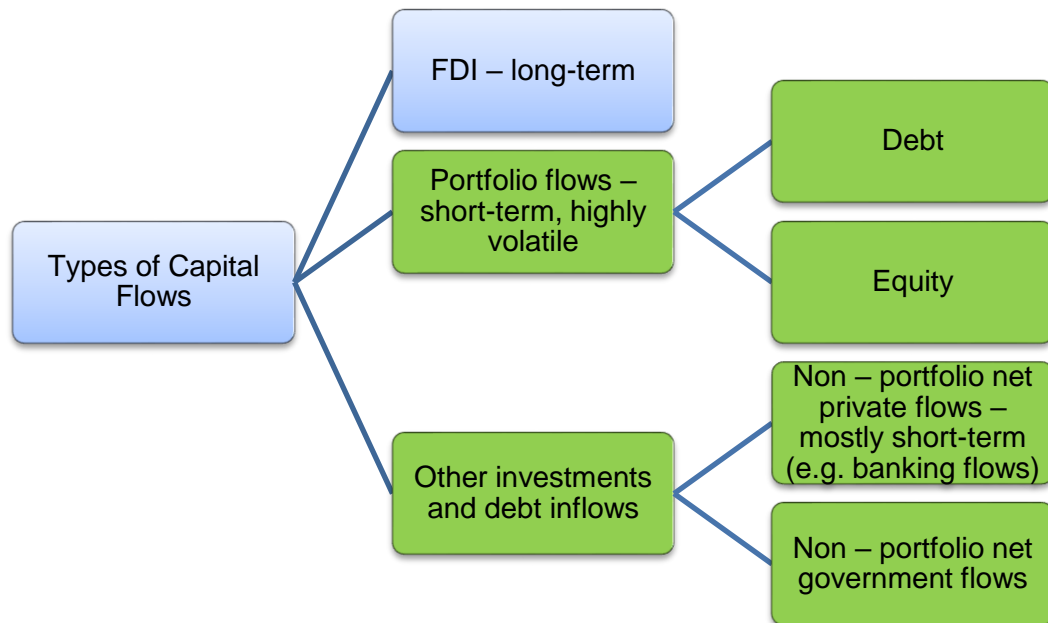 Types of Capital
Flows
FDI – long-term
Portfolio flows –
short-term, highly
volatile
Debt
Equity
Other investments
and debt inflows
Non – portfolio net
private flows –
mostly short-term
(e.g. banking flows)
Non – portfolio net
government flows